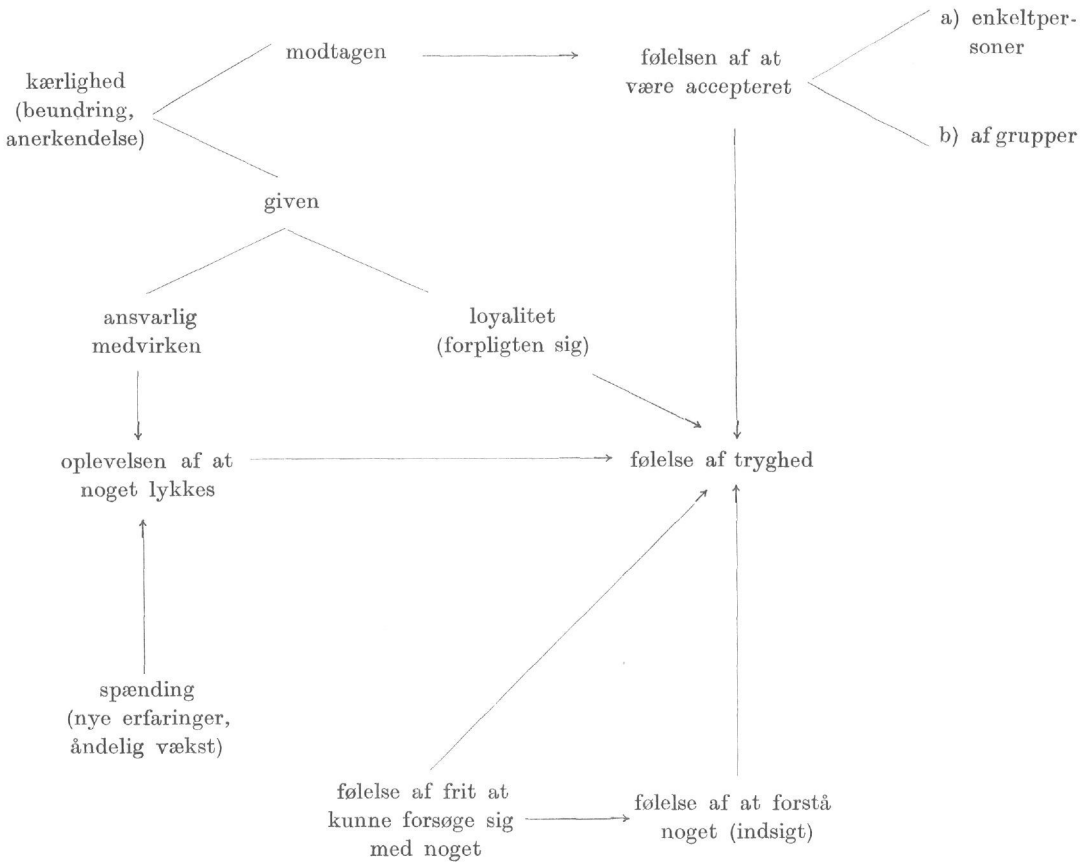 modtagen
følelsen af at
være accepteret
a) enkeltper-
soner
kærlighed
(beundring,
anerkendelse)
b) af grupper
given
ansvarlig
medvirken
loyalitet
(forpligten sig)
oplevelsen af at
noget lykkes
følelse af tryghed
spænding
(nye erfaringer,
åndelig vækst)
følelse af frit at
kunne forsøge sig
med noget
følelse af at forstå
noget (indsigt)